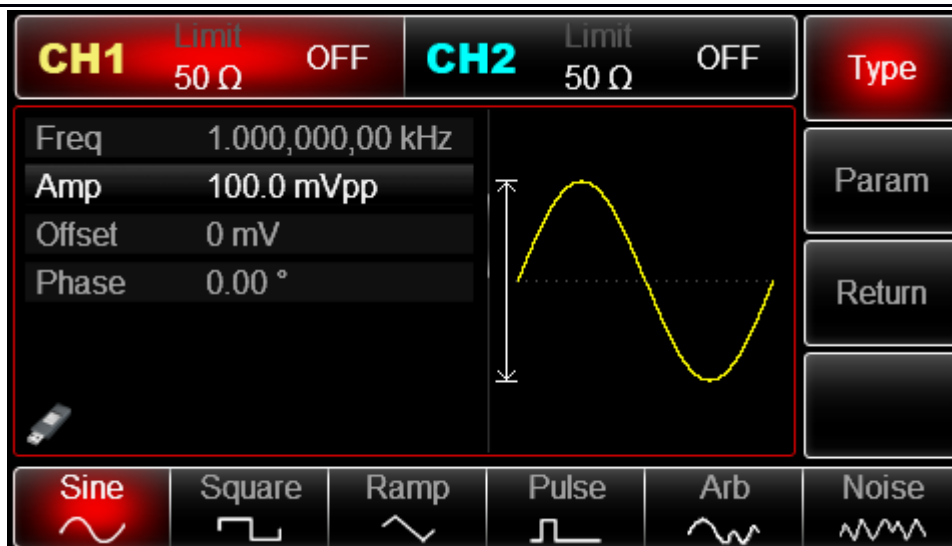 CH1 Limit 50 Ω OFF
CH2 Limit 50 Ω OFF
Type
Freq 1.000,000,00 kHz
Amp 100.0 mVpp
Offset 0 mV
Phase 0.00 °
Param
Return
Sine Square Ramp Pulse Arb Noise